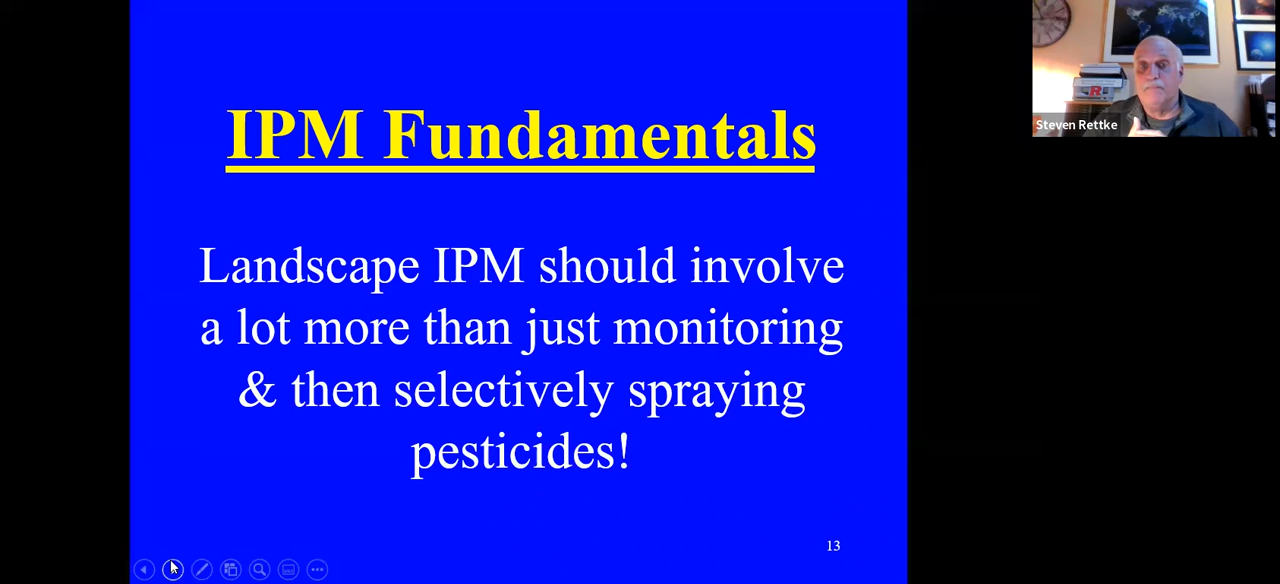 IPM Fundamentals
Landscape IPM should involve
a lot more than just monitoring
& then selectively spraying
pesticides!
13
Steven Rettke